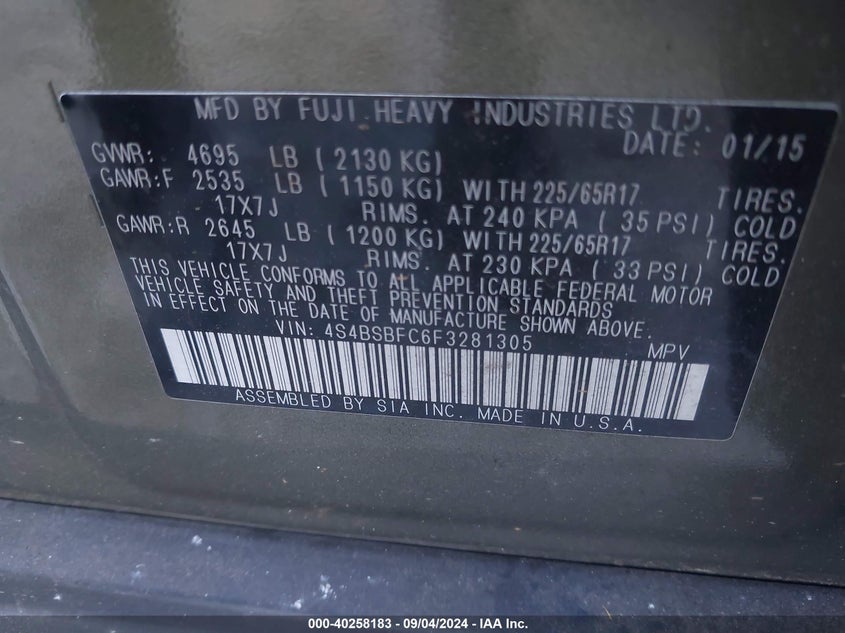 MFD BY FUJI HEAVY INDUSTRIES LTD.
DATE: 01/15
GVWR: 4695 LB ( 2130 KG)
GAWR:F 2535 LB ( 1150 KG) WITH 225/65R17 TIRES.
17X7J RIMS. AT 240 KPA ( 35 PSI) COLD
GAWR:R 2645 LB ( 1200 KG) WITH 225/65R17 TIRES.
17X7J RIMS. AT 230 KPA ( 33 PSI) COLD
THIS VEHICLE CONFORMS TO ALL APPLICABLE FEDERAL MOTOR
VEHICLE SAFETY AND THEFT PREVENTION STANDARDS
IN EFFECT ON THE DATE OF MANUFACTURE SHOWN ABOVE.
VIN: 4S4BSBFC6F3281305 MPV
ASSEMBLED BY SIA INC. MADE IN U.S.A.
000-40258183 - 09/04/2024 - IAA Inc.